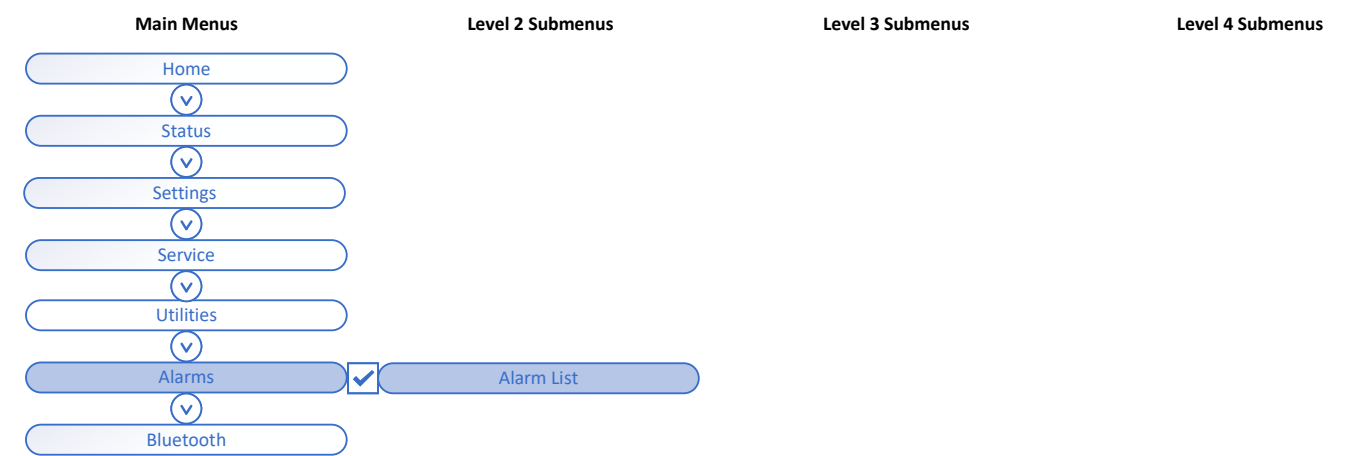 Main Menus Level 2 Submenus Level 3 Submenus Level 4 Submenus
Home
Status
Settings
Service
Utilities
Alarms Alarm List
Bluetooth